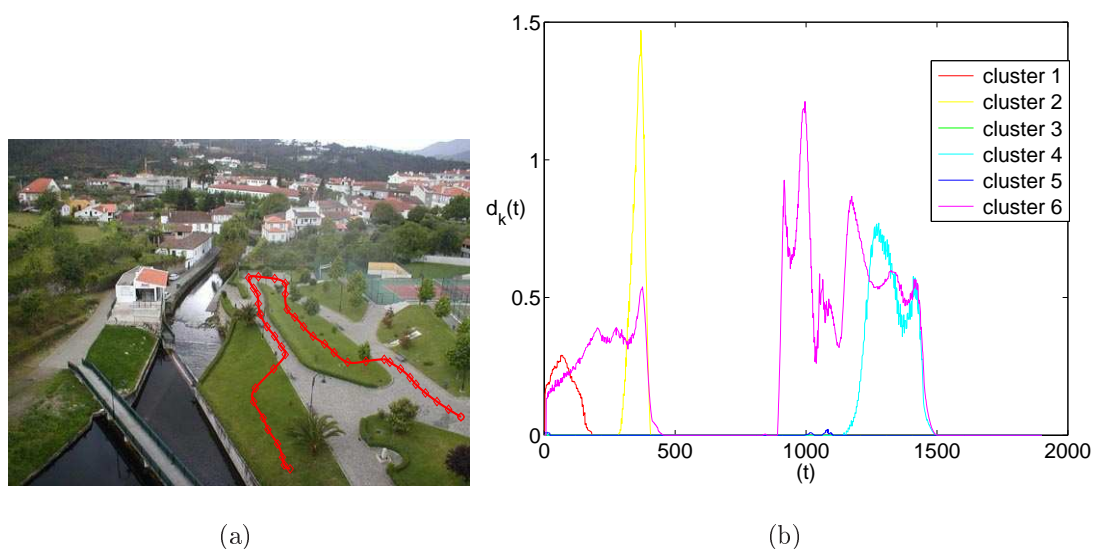 1.5
1
0.5
0
d_k(t)
cluster 1
cluster 2
cluster 3
cluster 4
cluster 5
cluster 6
0 500 1000 1500 2000
(t)
(a) (b)